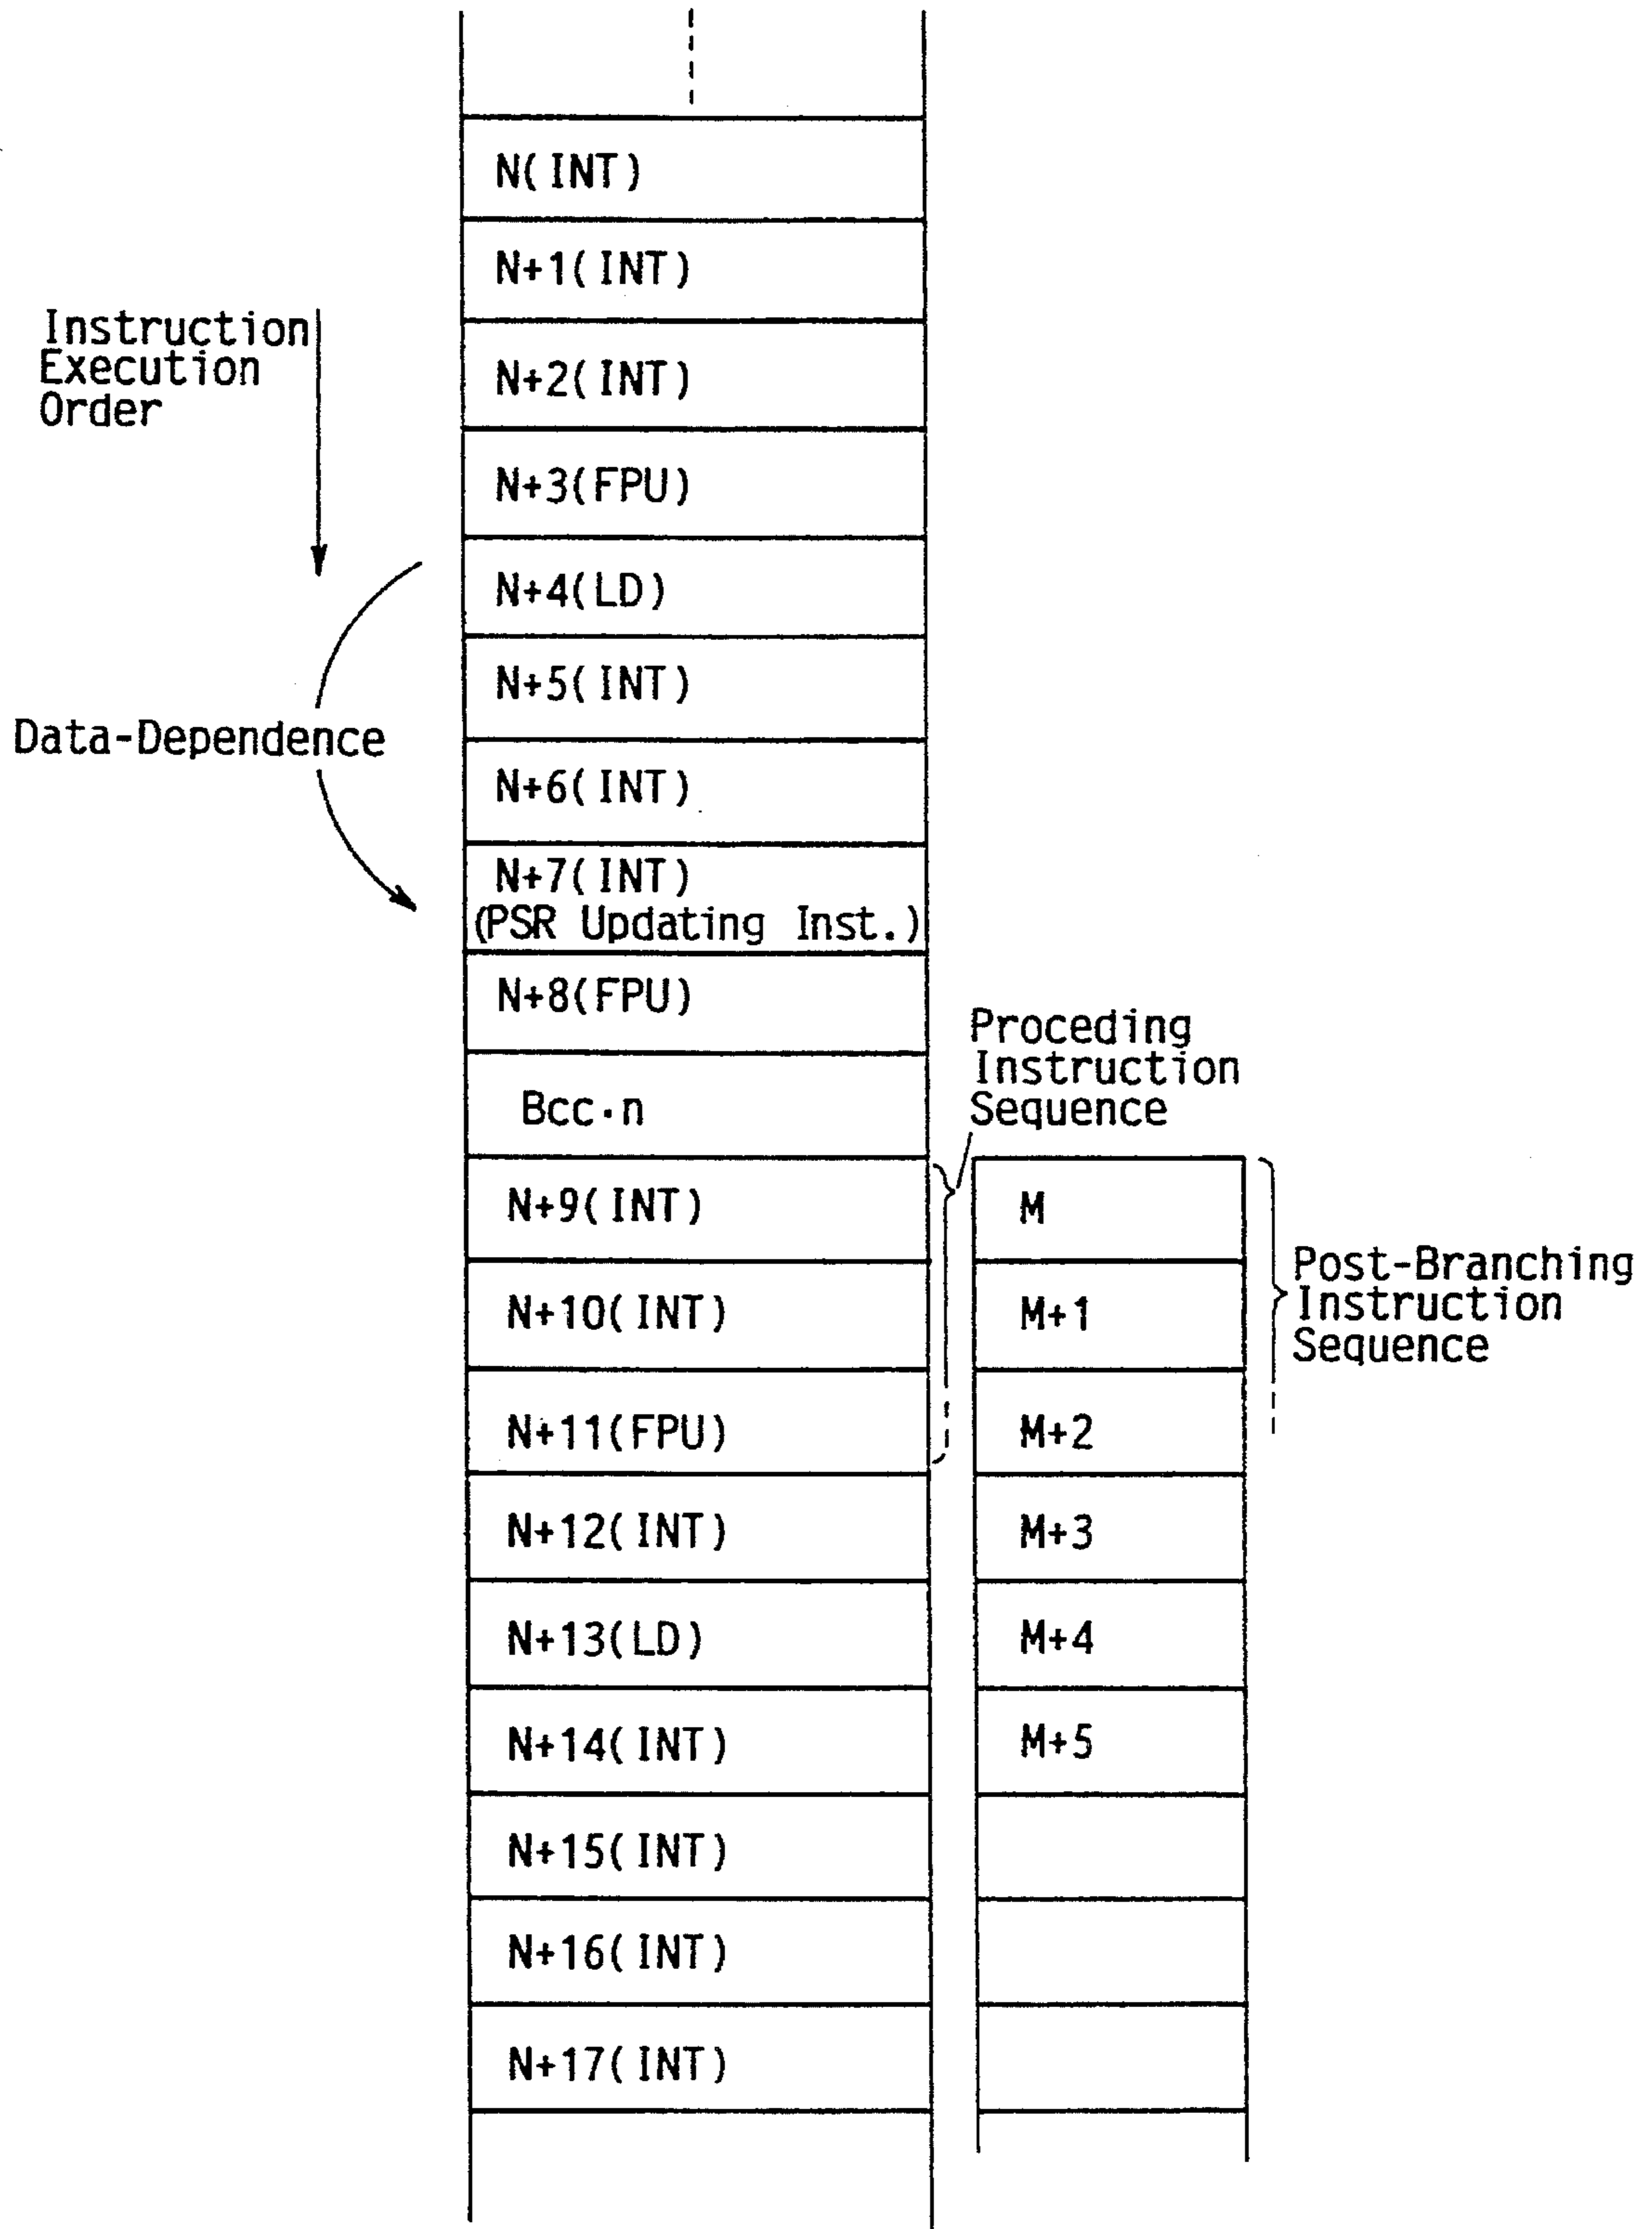 N(INT)
N+1(INT)
Instruction
Execution
Order
N+2(INT)
N+3(FPU)
N+4(LD)
N+5(INT)
Data-Dependence
N+6(INT)
N+7(INT)
(PSR Updating Inst.)
N+8(FPU)
Proceding
Instruction
Sequence
Bcc·n
N+9(INT)
M
N+10(INT)
M+1
Post-Branching
Instruction
Sequence
N+11(FPU)
M+2
N+12(INT)
M+3
N+13(LD)
M+4
N+14(INT)
M+5
N+15(INT)
N+16(INT)
N+17(INT)